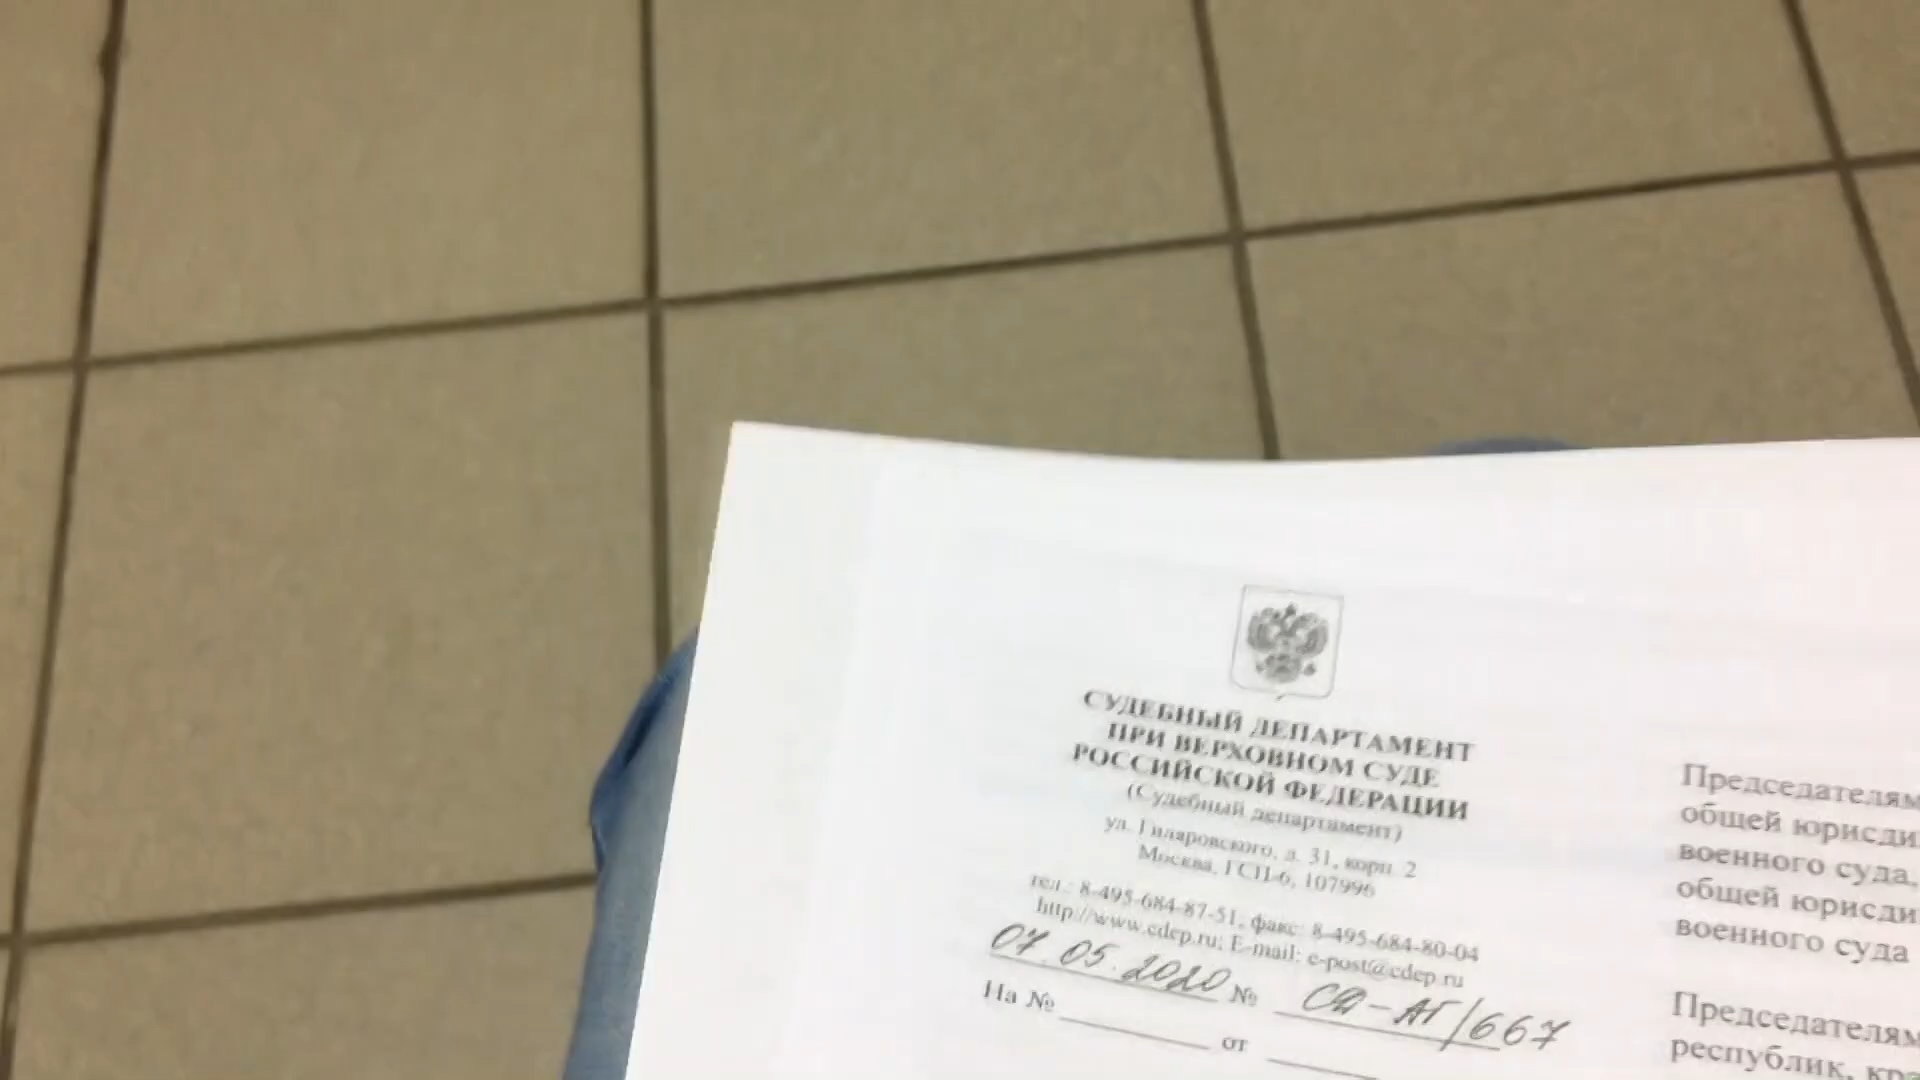 СУДЕБНЫЙ ДЕПАРТАМЕНТ
ПРИ ВЕРХОВНОМ СУДЕ
РОССИЙСКОЙ ФЕДЕРАЦИИ
(Судебный департамент)
ул. Гиляровского, д. 31, корп. 2
Москва, ГСП-6, 107996
тел.: 8-495-684-87-51, факс: 8-495-684-80-04
http://www.cdep.ru; E-mail: e-post@cdep.ru
07.05.2020 № СД-АГ/667
На № от
Председателям
общей юрисди
военного суда,
общей юрисди
военного суда
Председателям
республик, кра